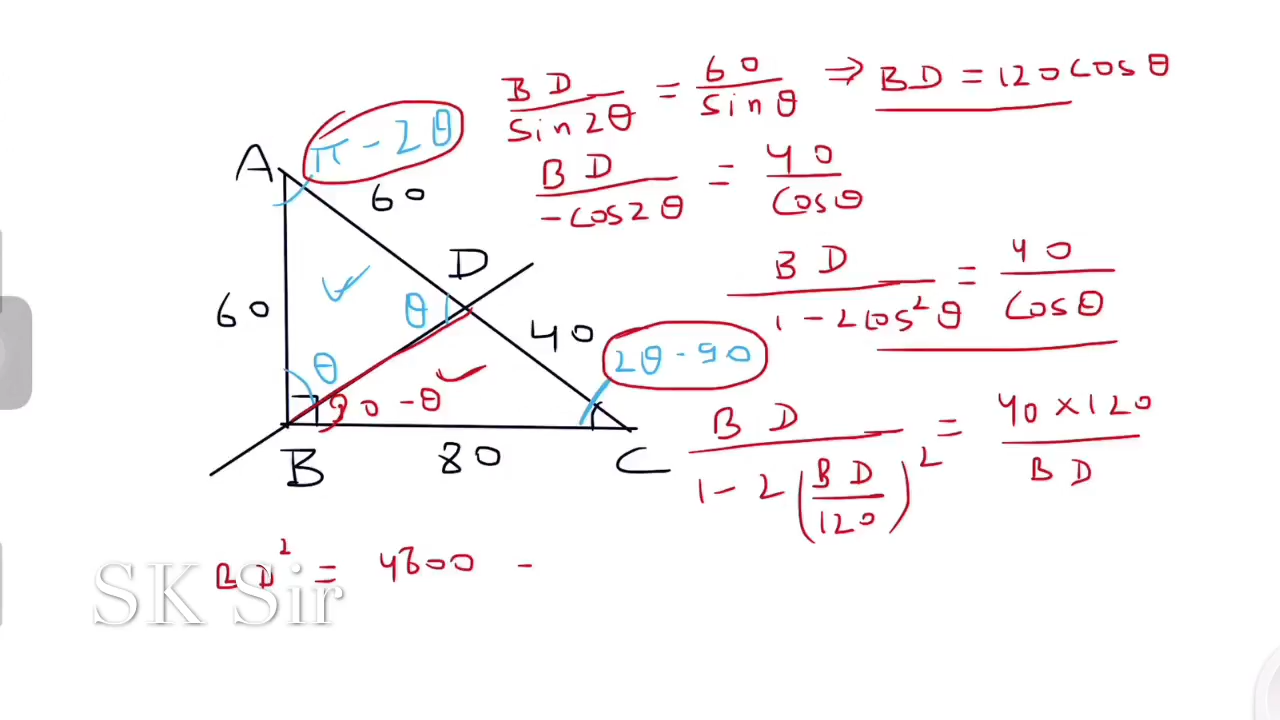 BD/sin2θ = 60/sinθ ⇒ BD = 120cosθ
BD/-cos2θ = 40/cosθ
BD/1-2cos²θ = 40/cosθ
BD/1-2(BD/120)² = 40×120/BD
π-2θ
A
60
D
60
θ
40
2θ-90
θ
90-θ
B
80
C
BD² = 4800 -
SK Sir